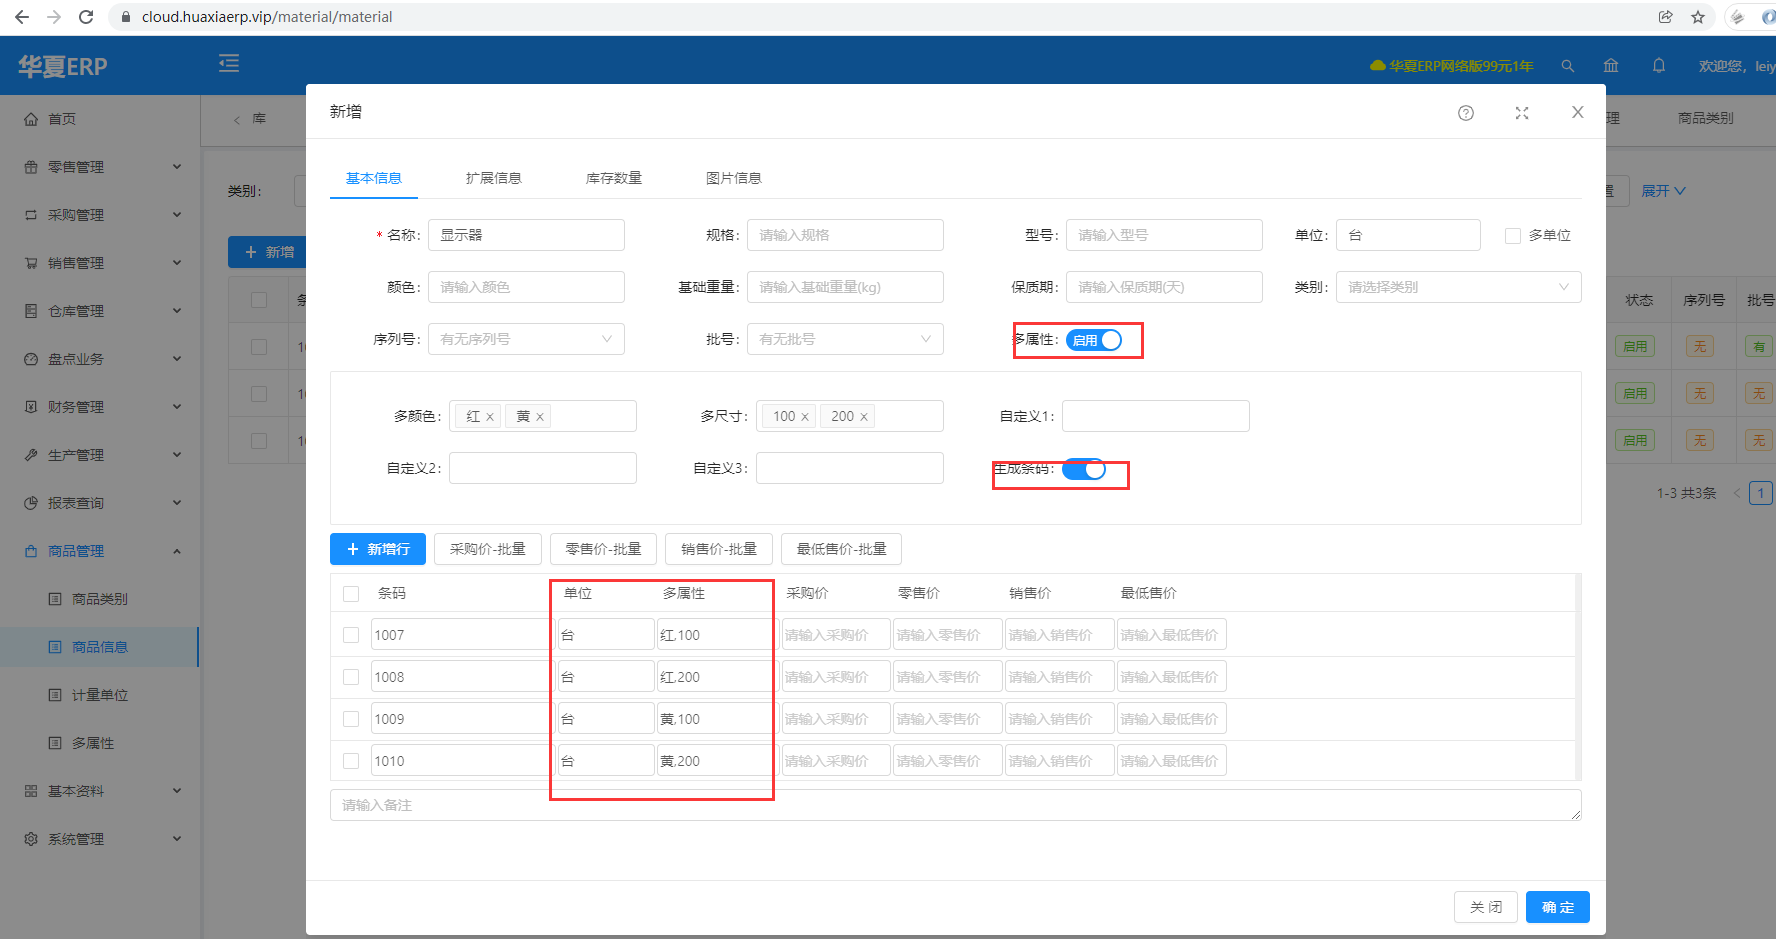 cloud.huaxiaerp.vip/material/material
华夏ERP
华夏ERP网络版99元1年
欢迎您，leiy
首页
零售管理
采购管理
销售管理
仓库管理
盘点业务
财务管理
生产管理
报表查询
商品管理
商品类别
商品信息
计量单位
多属性
基本资料
系统管理
库
理
商品类别
类别：
置
展开
新增
状态
序列号
批号
启用
无
有
启用
无
无
启用
无
无
1-3 共3条
1
新增
基本信息
扩展信息
库存数量
图片信息
* 名称： 显示器
规格： 请输入规格
型号： 请输入型号
单位： 台
多单位
颜色： 请输入颜色
基础重量： 请输入基础重量(kg)
保质期： 请输入保质期(天)
类别： 请选择类别
序列号： 有无序列号
批号： 有无批号
多属性： 启用
多颜色： 红 × 黄 ×
多尺寸： 100 × 200 ×
自定义1：
自定义2：
自定义3：
生成条码：
新增行
采购价-批量
零售价-批量
销售价-批量
最低售价-批量
条码 单位 多属性 采购价 零售价 销售价 最低售价
1007 台 红,100 请输入采购价 请输入零售价 请输入销售价 请输入最低售价
1008 台 红,200 请输入采购价 请输入零售价 请输入销售价 请输入最低售价
1009 台 黄,100 请输入采购价 请输入零售价 请输入销售价 请输入最低售价
1010 台 黄,200 请输入采购价 请输入零售价 请输入销售价 请输入最低售价
请输入备注
关 闭
确 定